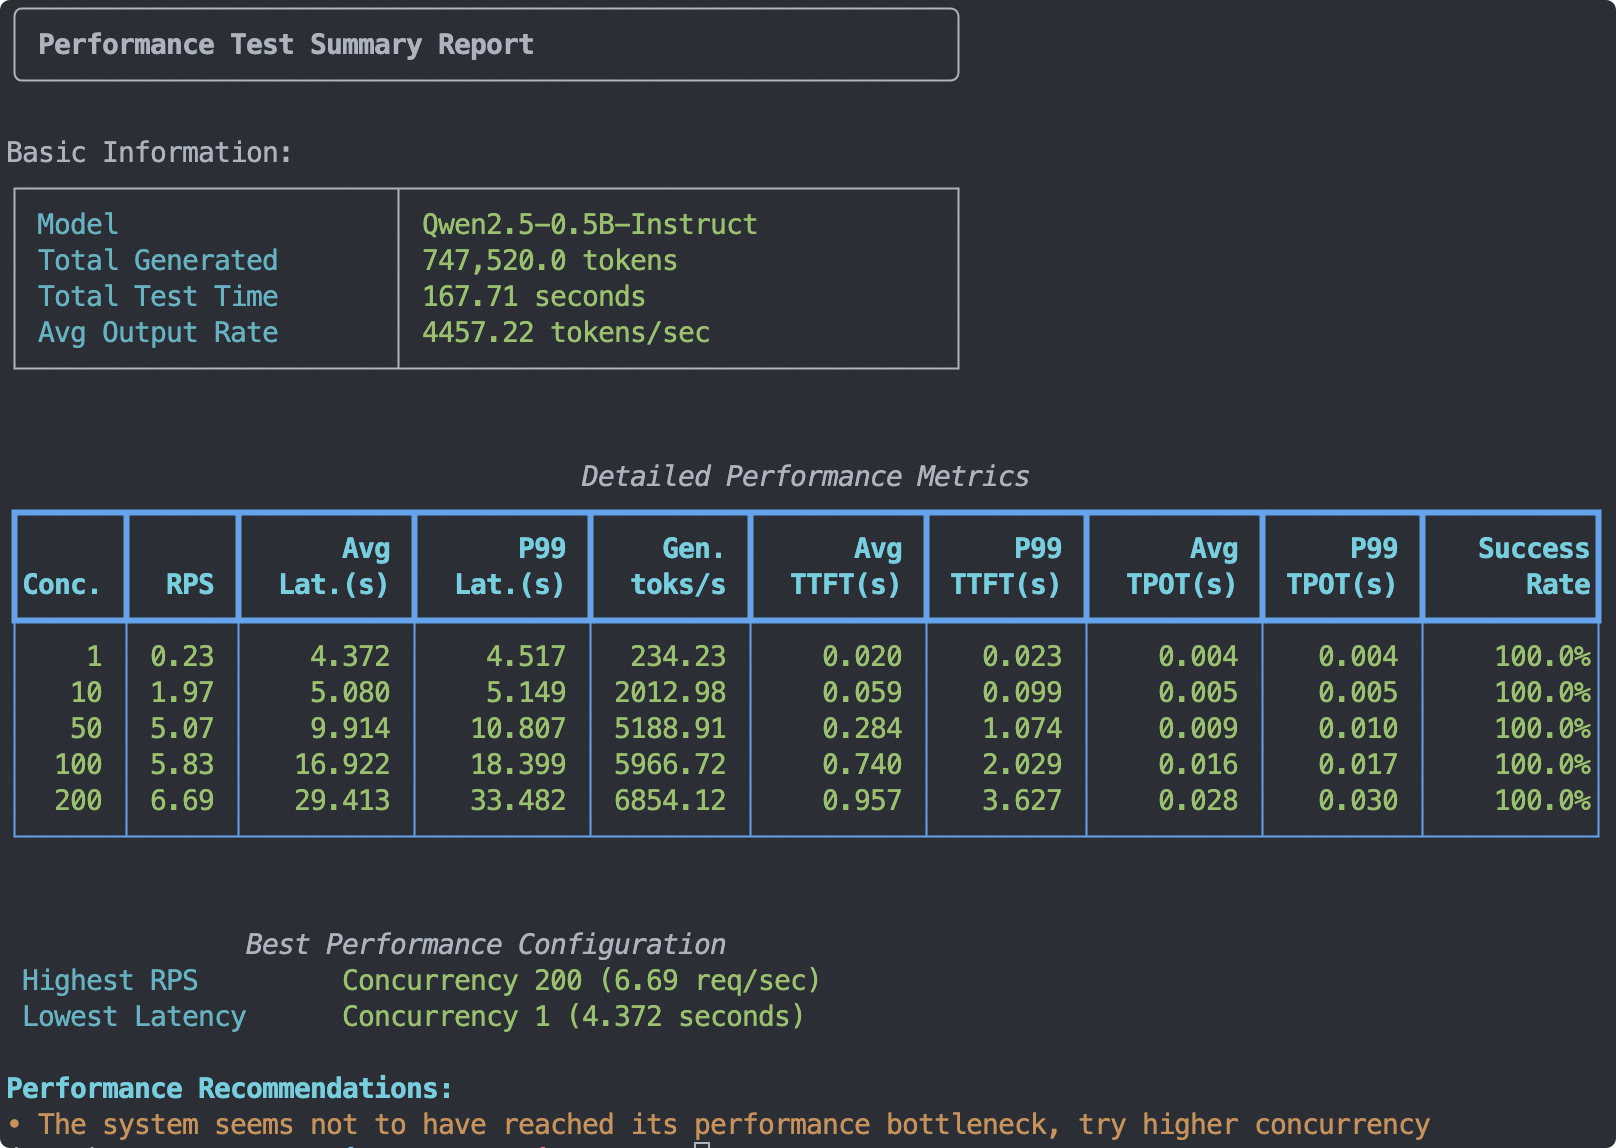 Performance Test Summary Report
Basic Information:
Model Qwen2.5-0.5B-Instruct
Total Generated 747,520.0 tokens
Total Test Time 167.71 seconds
Avg Output Rate 4457.22 tokens/sec
Detailed Performance Metrics
Avg P99 Gen. Avg P99 Avg P99 Success
Conc. RPS Lat.(s) Lat.(s) toks/s TTFT(s) TTFT(s) TPOT(s) TPOT(s) Rate
1 0.23 4.372 4.517 234.23 0.020 0.023 0.004 0.004 100.0%
10 1.97 5.080 5.149 2012.98 0.059 0.099 0.005 0.005 100.0%
50 5.07 9.914 10.807 5188.91 0.284 1.074 0.009 0.010 100.0%
100 5.83 16.922 18.399 5966.72 0.740 2.029 0.016 0.017 100.0%
200 6.69 29.413 33.482 6854.12 0.957 3.627 0.028 0.030 100.0%
Best Performance Configuration
Highest RPS Concurrency 200 (6.69 req/sec)
Lowest Latency Concurrency 1 (4.372 seconds)
Performance Recommendations:
• The system seems not to have reached its performance bottleneck, try higher concurrency